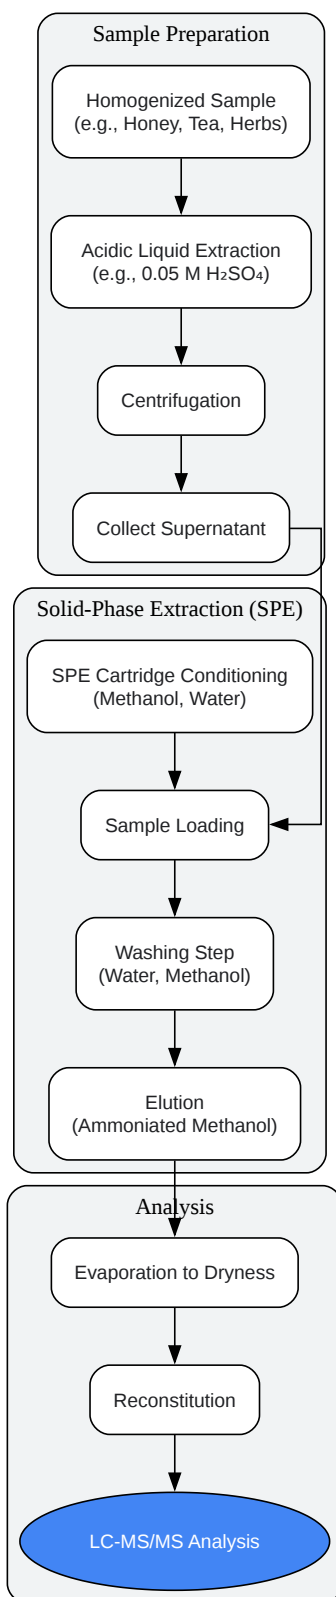 Sample Preparation
Homogenized Sample
(e.g., Honey, Tea, Herbs)
Acidic Liquid Extraction
(e.g., 0.05 M H₂SO₄)
Centrifugation
Collect Supernatant
Solid-Phase Extraction (SPE)
SPE Cartridge Conditioning
(Methanol, Water)
Sample Loading
Washing Step
(Water, Methanol)
Elution
(Ammoniated Methanol)
Analysis
Evaporation to Dryness
Reconstitution
LC-MS/MS Analysis